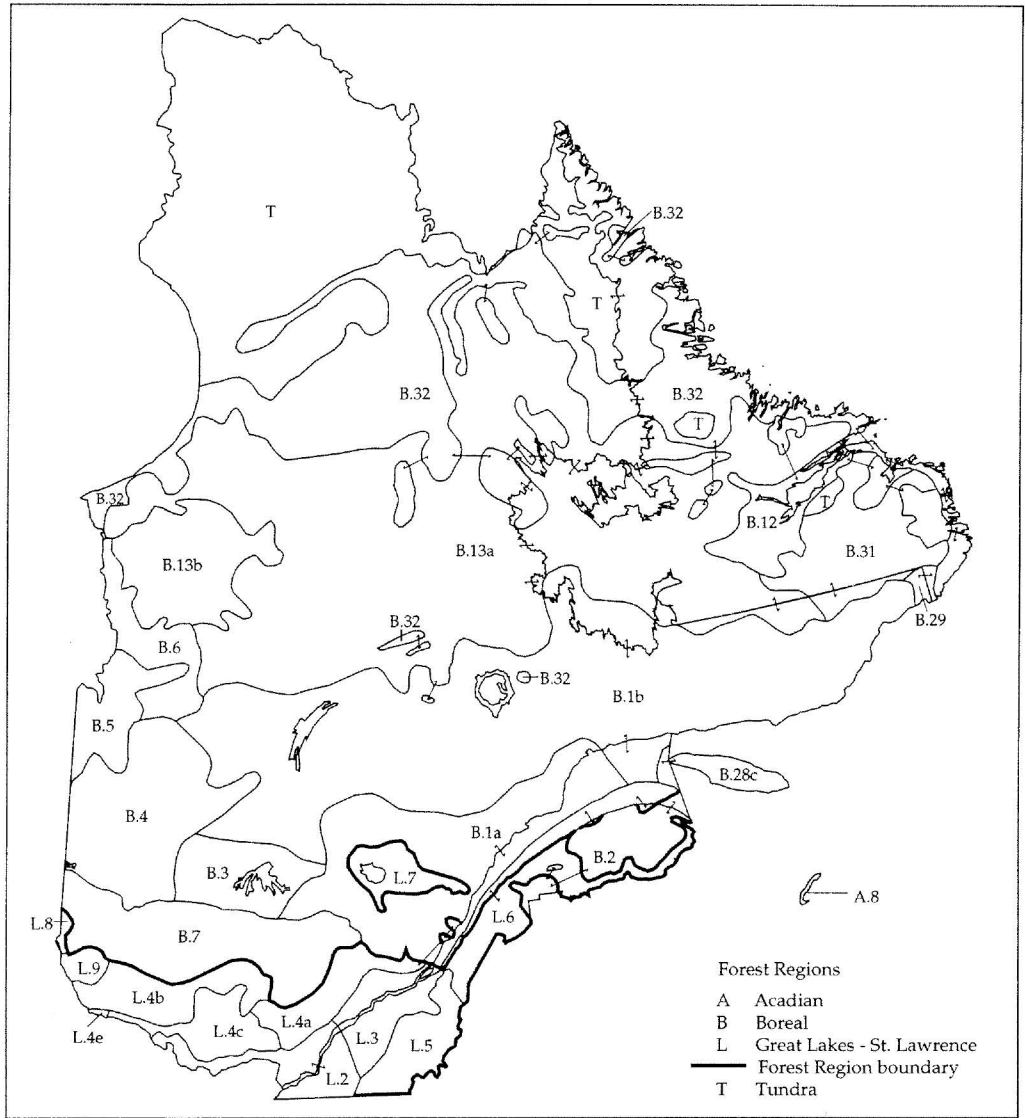 T
B.32
T
B.32
B.32
T
B.32
B.12
T
B.13a
B.31
B.13b
B.29
B.32
B.6
B.32
B.1b
B.5
B.28c
B.4
B.1a
B.2
B.3
L.7
A.8
L.6
L.8
B.7
L.9
L.4b
L.4a
L.4e
L.4c
L.3
L.5
L.2
Forest Regions
A Acadian
B Boreal
L Great Lakes - St. Lawrence
Forest Region boundary
T Tundra